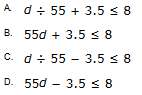 A. d ÷ 55 + 3.5 ≤ 8
B. 55d + 3.5 ≤ 8
C. d ÷ 55 − 3.5 ≤ 8
D. 55d − 3.5 ≤ 8